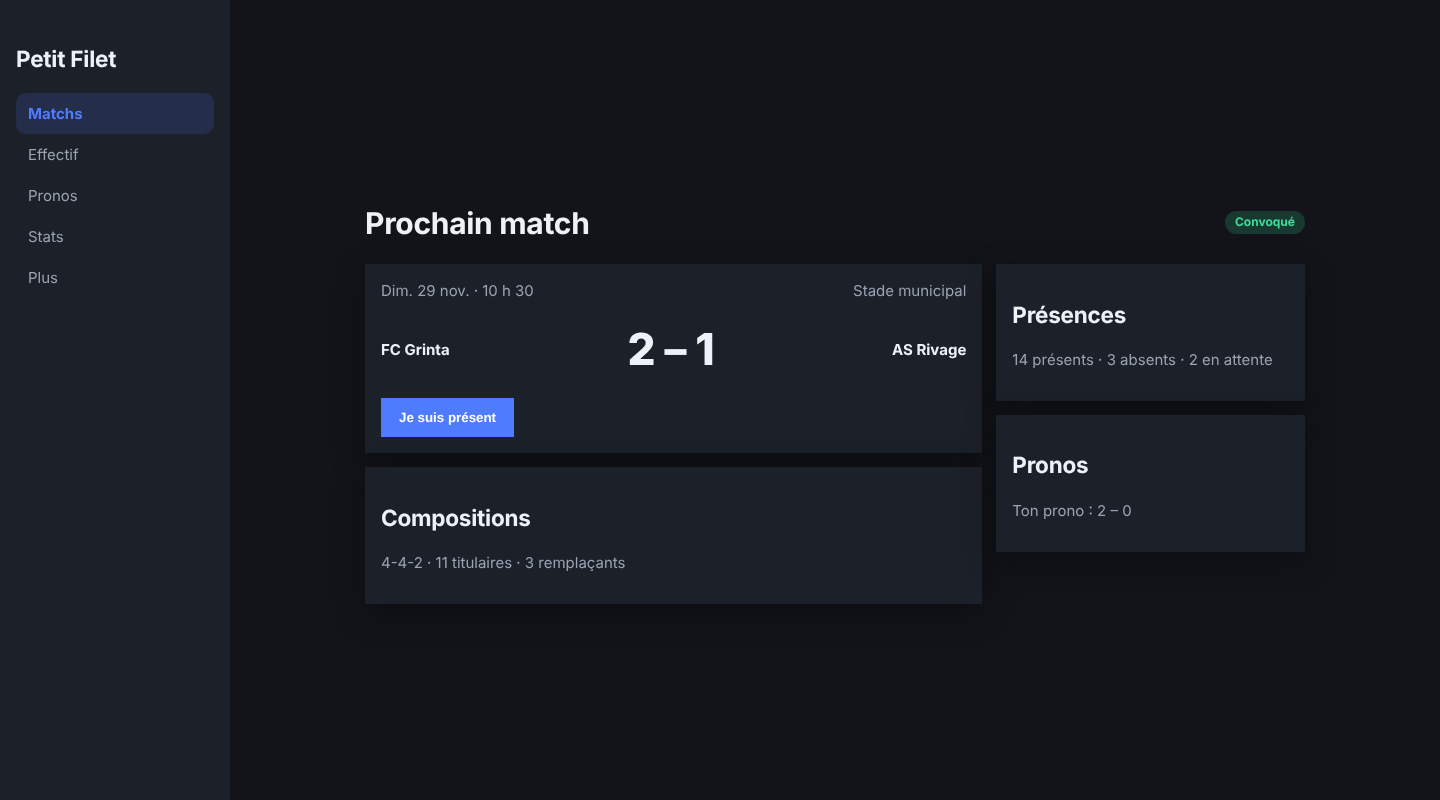 Petit Filet
Matchs
Effectif
Pronos
Stats
Plus
Prochain match
Convoqué
Dim. 29 nov. · 10 h 30
Stade municipal
FC Grinta
2 – 1
AS Rivage
Je suis présent
Compositions
4-4-2 · 11 titulaires · 3 remplaçants
Présences
14 présents · 3 absents · 2 en attente
Pronos
Ton prono : 2 – 0